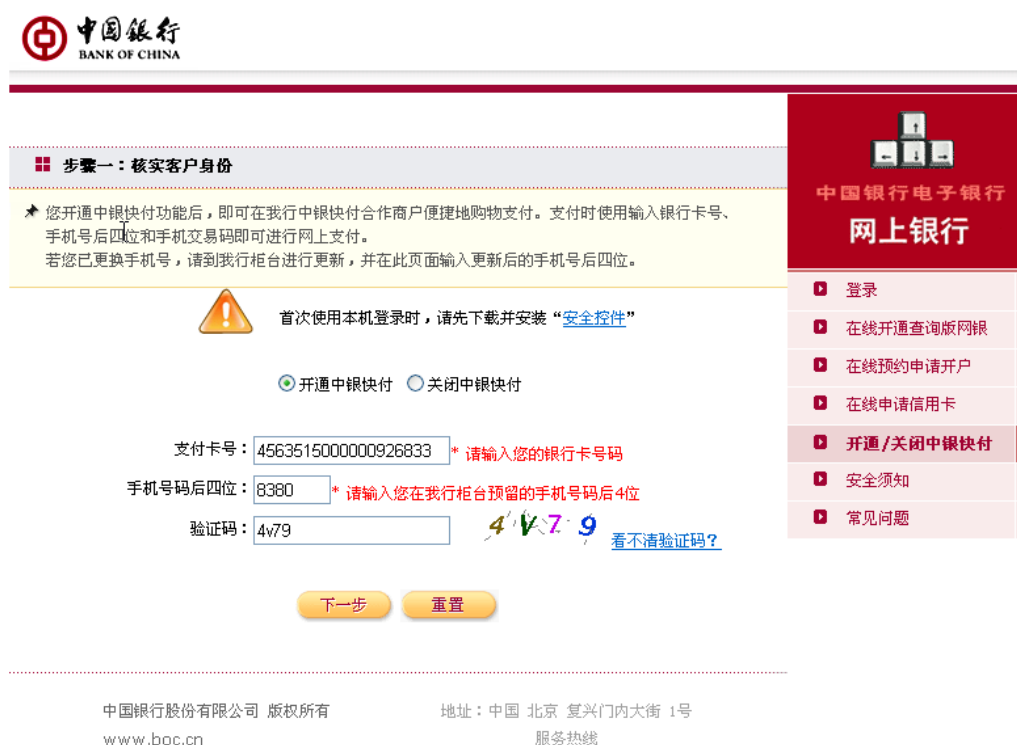 中国銀行
BANK OF CHINA
步骤一：核实客户身份
您开通中银快付功能后，即可在我行中银快付合作商户便捷地购物支付。支付时使用输入银行卡号、
手机号后四位和手机交易码即可进行网上支付。
若您已更换手机号，请到我行柜台进行更新，并在此页面输入更新后的手机号后四位。
首次使用本机登录时，请先下载并安装“安全控件”
开通中银快付 关闭中银快付
支付卡号： 4563515000000926833 * 请输入您的银行卡号码
手机号码后四位： 8380 * 请输入您在我行柜台预留的手机号码后4位
验证码： 4v79 4V79 看不清验证码?
下一步 重置
中国银行电子银行
网上银行
登录
在线开通查询版网银
在线预约申请开户
在线申请信用卡
开通/关闭中银快付
安全须知
常见问题
中国银行股份有限公司 版权所有 地址：中国 北京 复兴门内大街 1号
www.boc.cn 服务热线